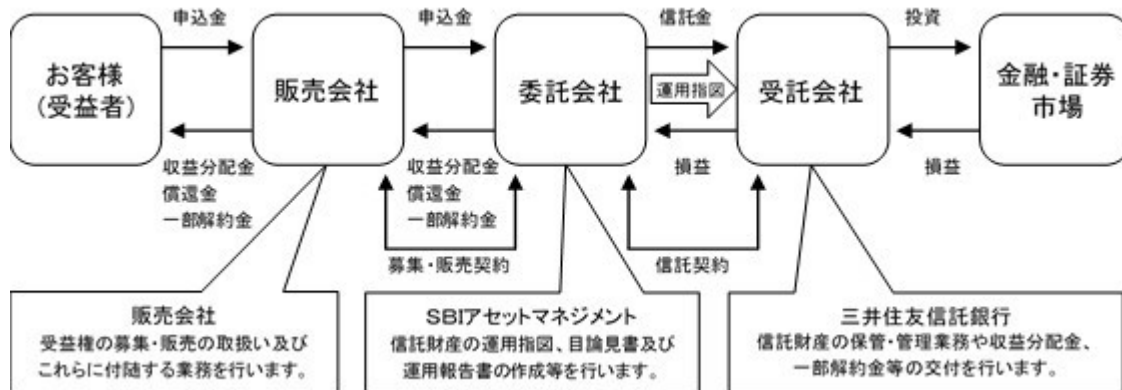 申込金
申込金
信託金
投資
お客様
(受益者)
販売会社
委託会社
運用指図
受託会社
金融・証券
市場
収益分配金
償還金
一部解約金
収益分配金
償還金
一部解約金
損益
損益
募集・販売契約
信託契約
販売会社
受益権の募集・販売の取扱い及び
これらに付随する業務を行います。
SBIアセットマネジメント
信託財産の運用指図、目論見書及び
運用報告書の作成等を行います。
三井住友信託銀行
信託財産の保管・管理業務や収益分配金、
一部解約金等の交付を行います。